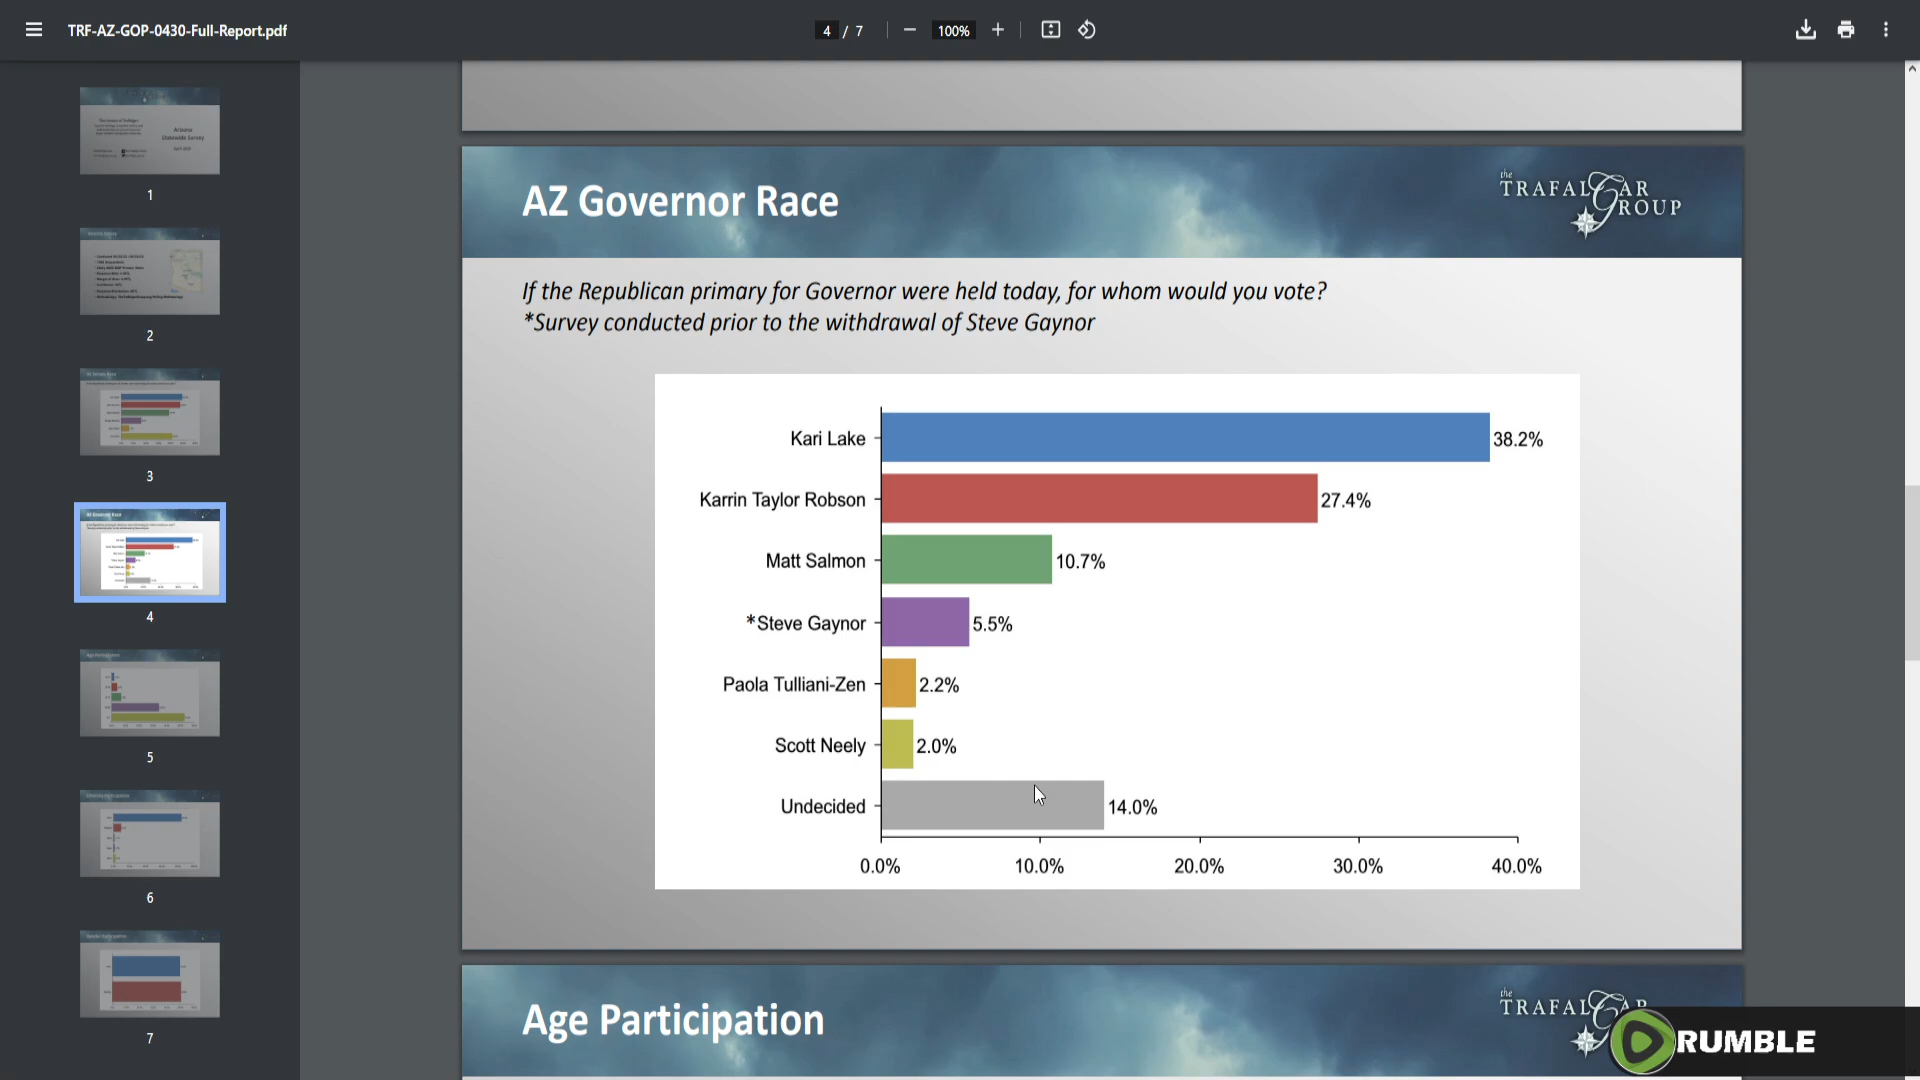 TRF-AZ-GOP-0430-Full-Report.pdf
4 / 7
100%
1
2
3
4
5
6
7
AZ Governor Race
the TRAFALGAR GROUP
If the Republican primary for Governor were held today, for whom would you vote?
*Survey conducted prior to the withdrawal of Steve Gaynor
Kari Lake 38.2%
Karrin Taylor Robson 27.4%
Matt Salmon 10.7%
*Steve Gaynor 5.5%
Paola Tulliani-Zen 2.2%
Scott Neely 2.0%
Undecided 14.0%
0.0% 10.0% 20.0% 30.0% 40.0%
Age Participation
the TRAFALGAR
RUMBLE